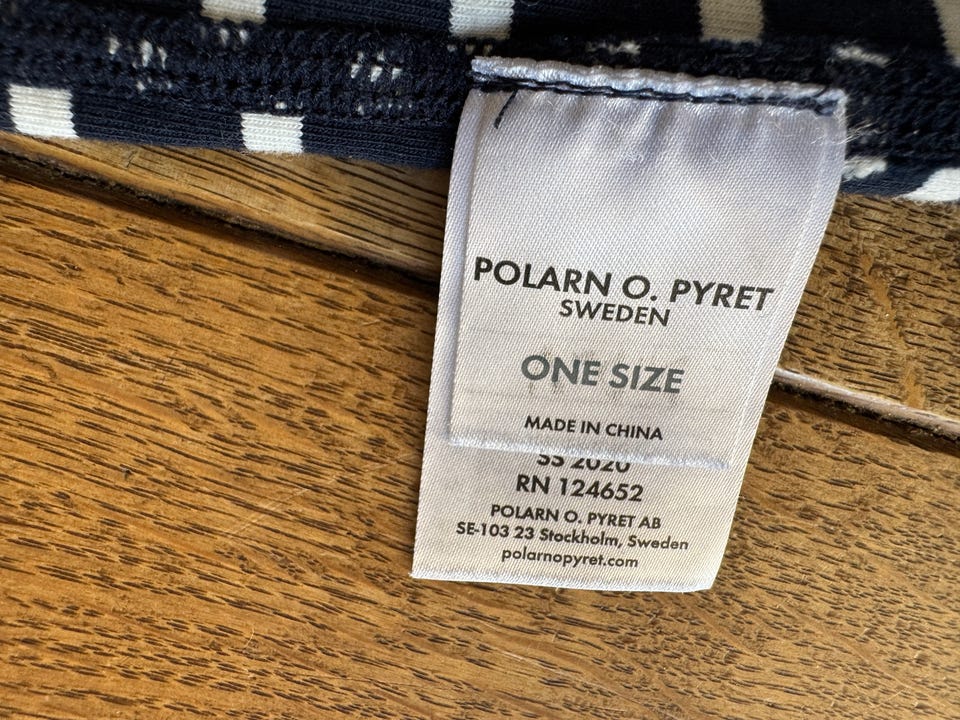 POLARN O. PYRET
SWEDEN
ONE SIZE
MADE IN CHINA
SS 2020
RN 124652
POLARN O. PYRET AB
SE-103 23 Stockholm, Sweden
polarnopyret.com